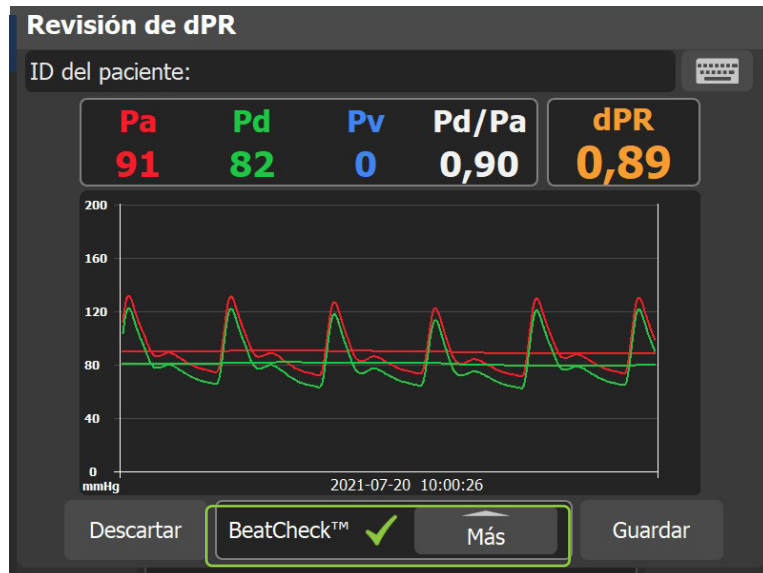 Revisión de dPR
ID del paciente:
Pa Pd Pv Pd/Pa dPR
91 82 0 0,90 0,89
200
160
120
80
40
0
mmHg
2021-07-20 10:00:26
Descartar BeatCheck™ Más Guardar